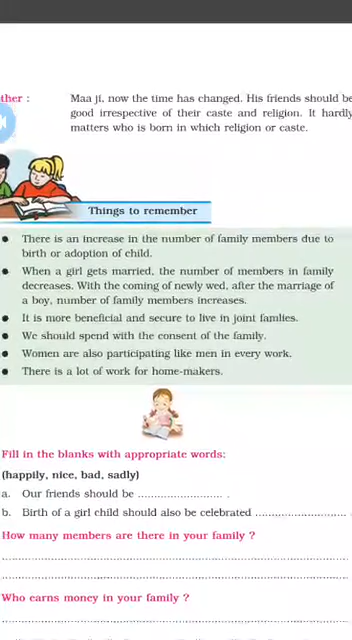 ther :
Maa ji, now the time has changed. His friends should be
good irrespective of their caste and religion. It hardly
matters who is born in which religion or caste.
Things to remember
• There is an increase in the number of family members due to
birth or adoption of child.
• When a girl gets married, the number of members in family
decreases. With the coming of newly wed, after the marriage of
a boy, number of family members increases.
• It is more beneficial and secure to live in joint famlies.
• We should spend with the consent of the family.
• Women are also participating like men in every work.
• There is a lot of work for home-makers.
Fill in the blanks with appropriate words:
(happily, nice, bad, sadly)
a. Our friends should be .......................... .
b. Birth of a girl child should also be celebrated ............................ .
How many members are there in your family ?
Who earns money in your family ?